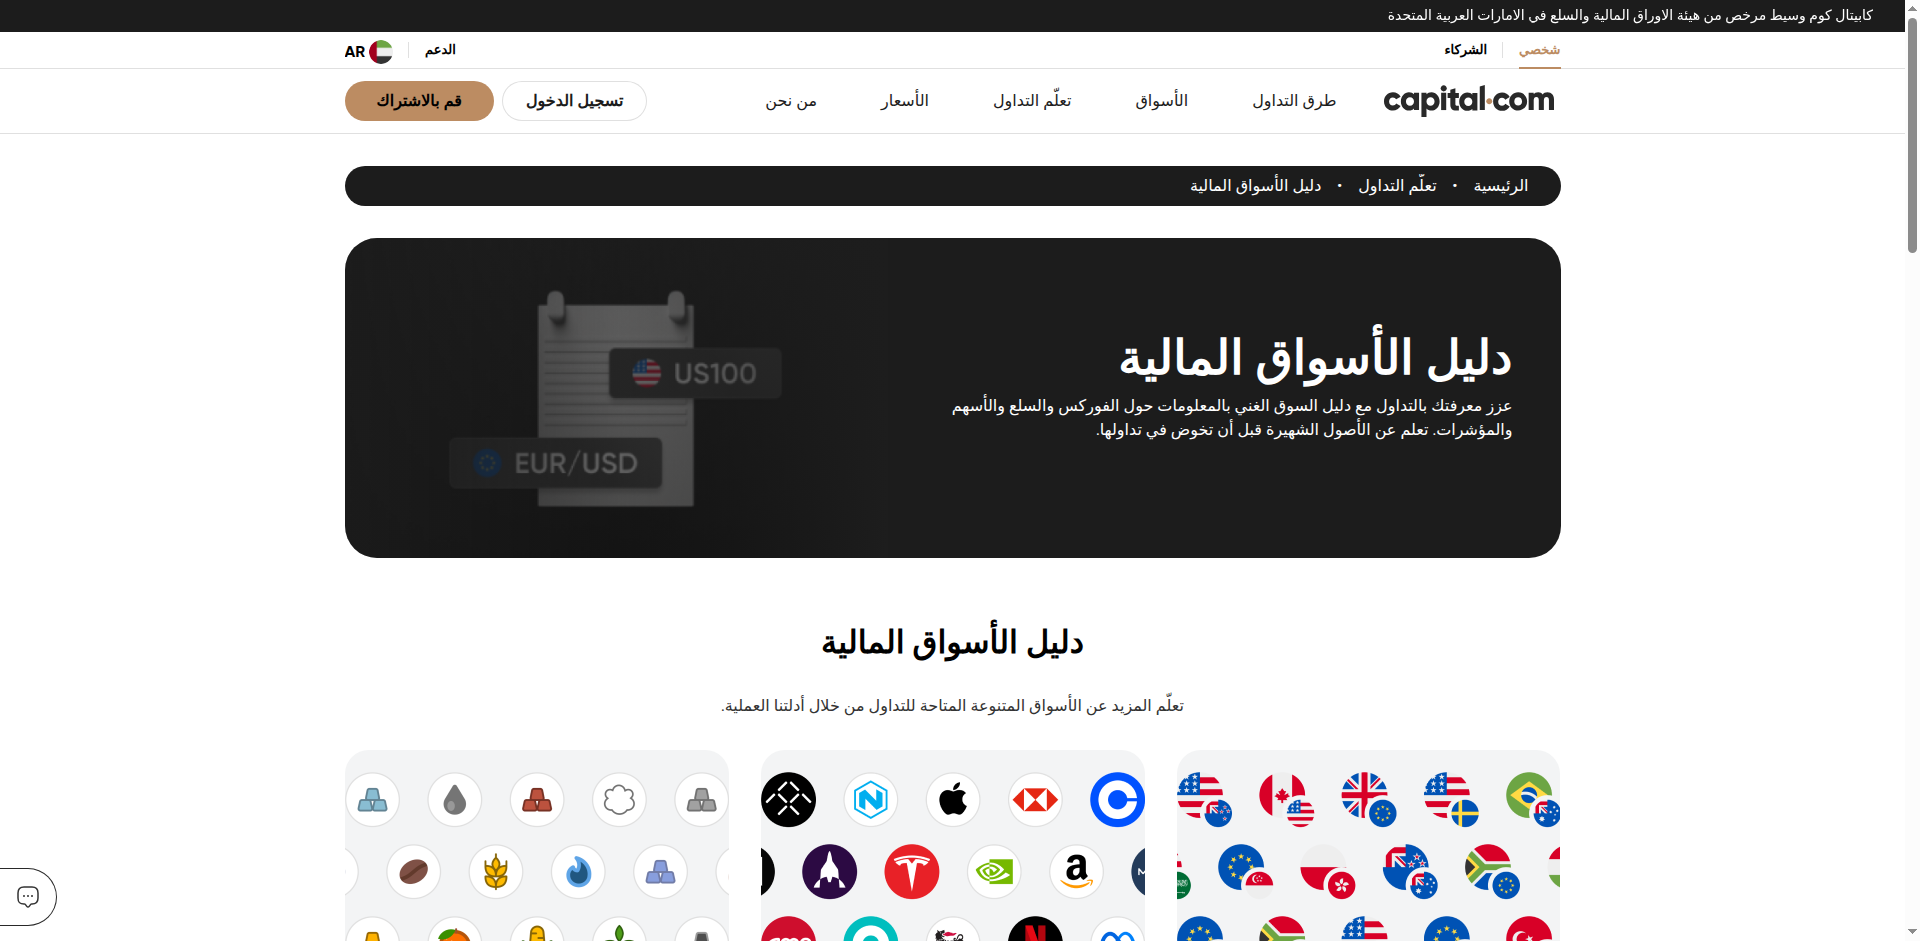 كابيتال كوم وسيط مرخص من هيئة الاوراق المالية والسلع في الامارات العربية المتحدة
شخصي
الشركاء
الدعم
AR
capital.com
طرق التداول
الأسواق
تعلّم التداول
الأسعار
من نحن
تسجيل الدخول
قم بالاشتراك
الرئيسية • تعلّم التداول • دليل الأسواق المالية
دليل الأسواق المالية
عزز معرفتك بالتداول مع دليل السوق الغني بالمعلومات حول الفوركس والسلع والأسهم
والمؤشرات. تعلم عن الأصول الشهيرة قبل أن تخوض في تداولها.
US100
EUR/USD
دليل الأسواق المالية
تعلّم المزيد عن الأسواق المتنوعة المتاحة للتداول من خلال أدلتنا العملية.